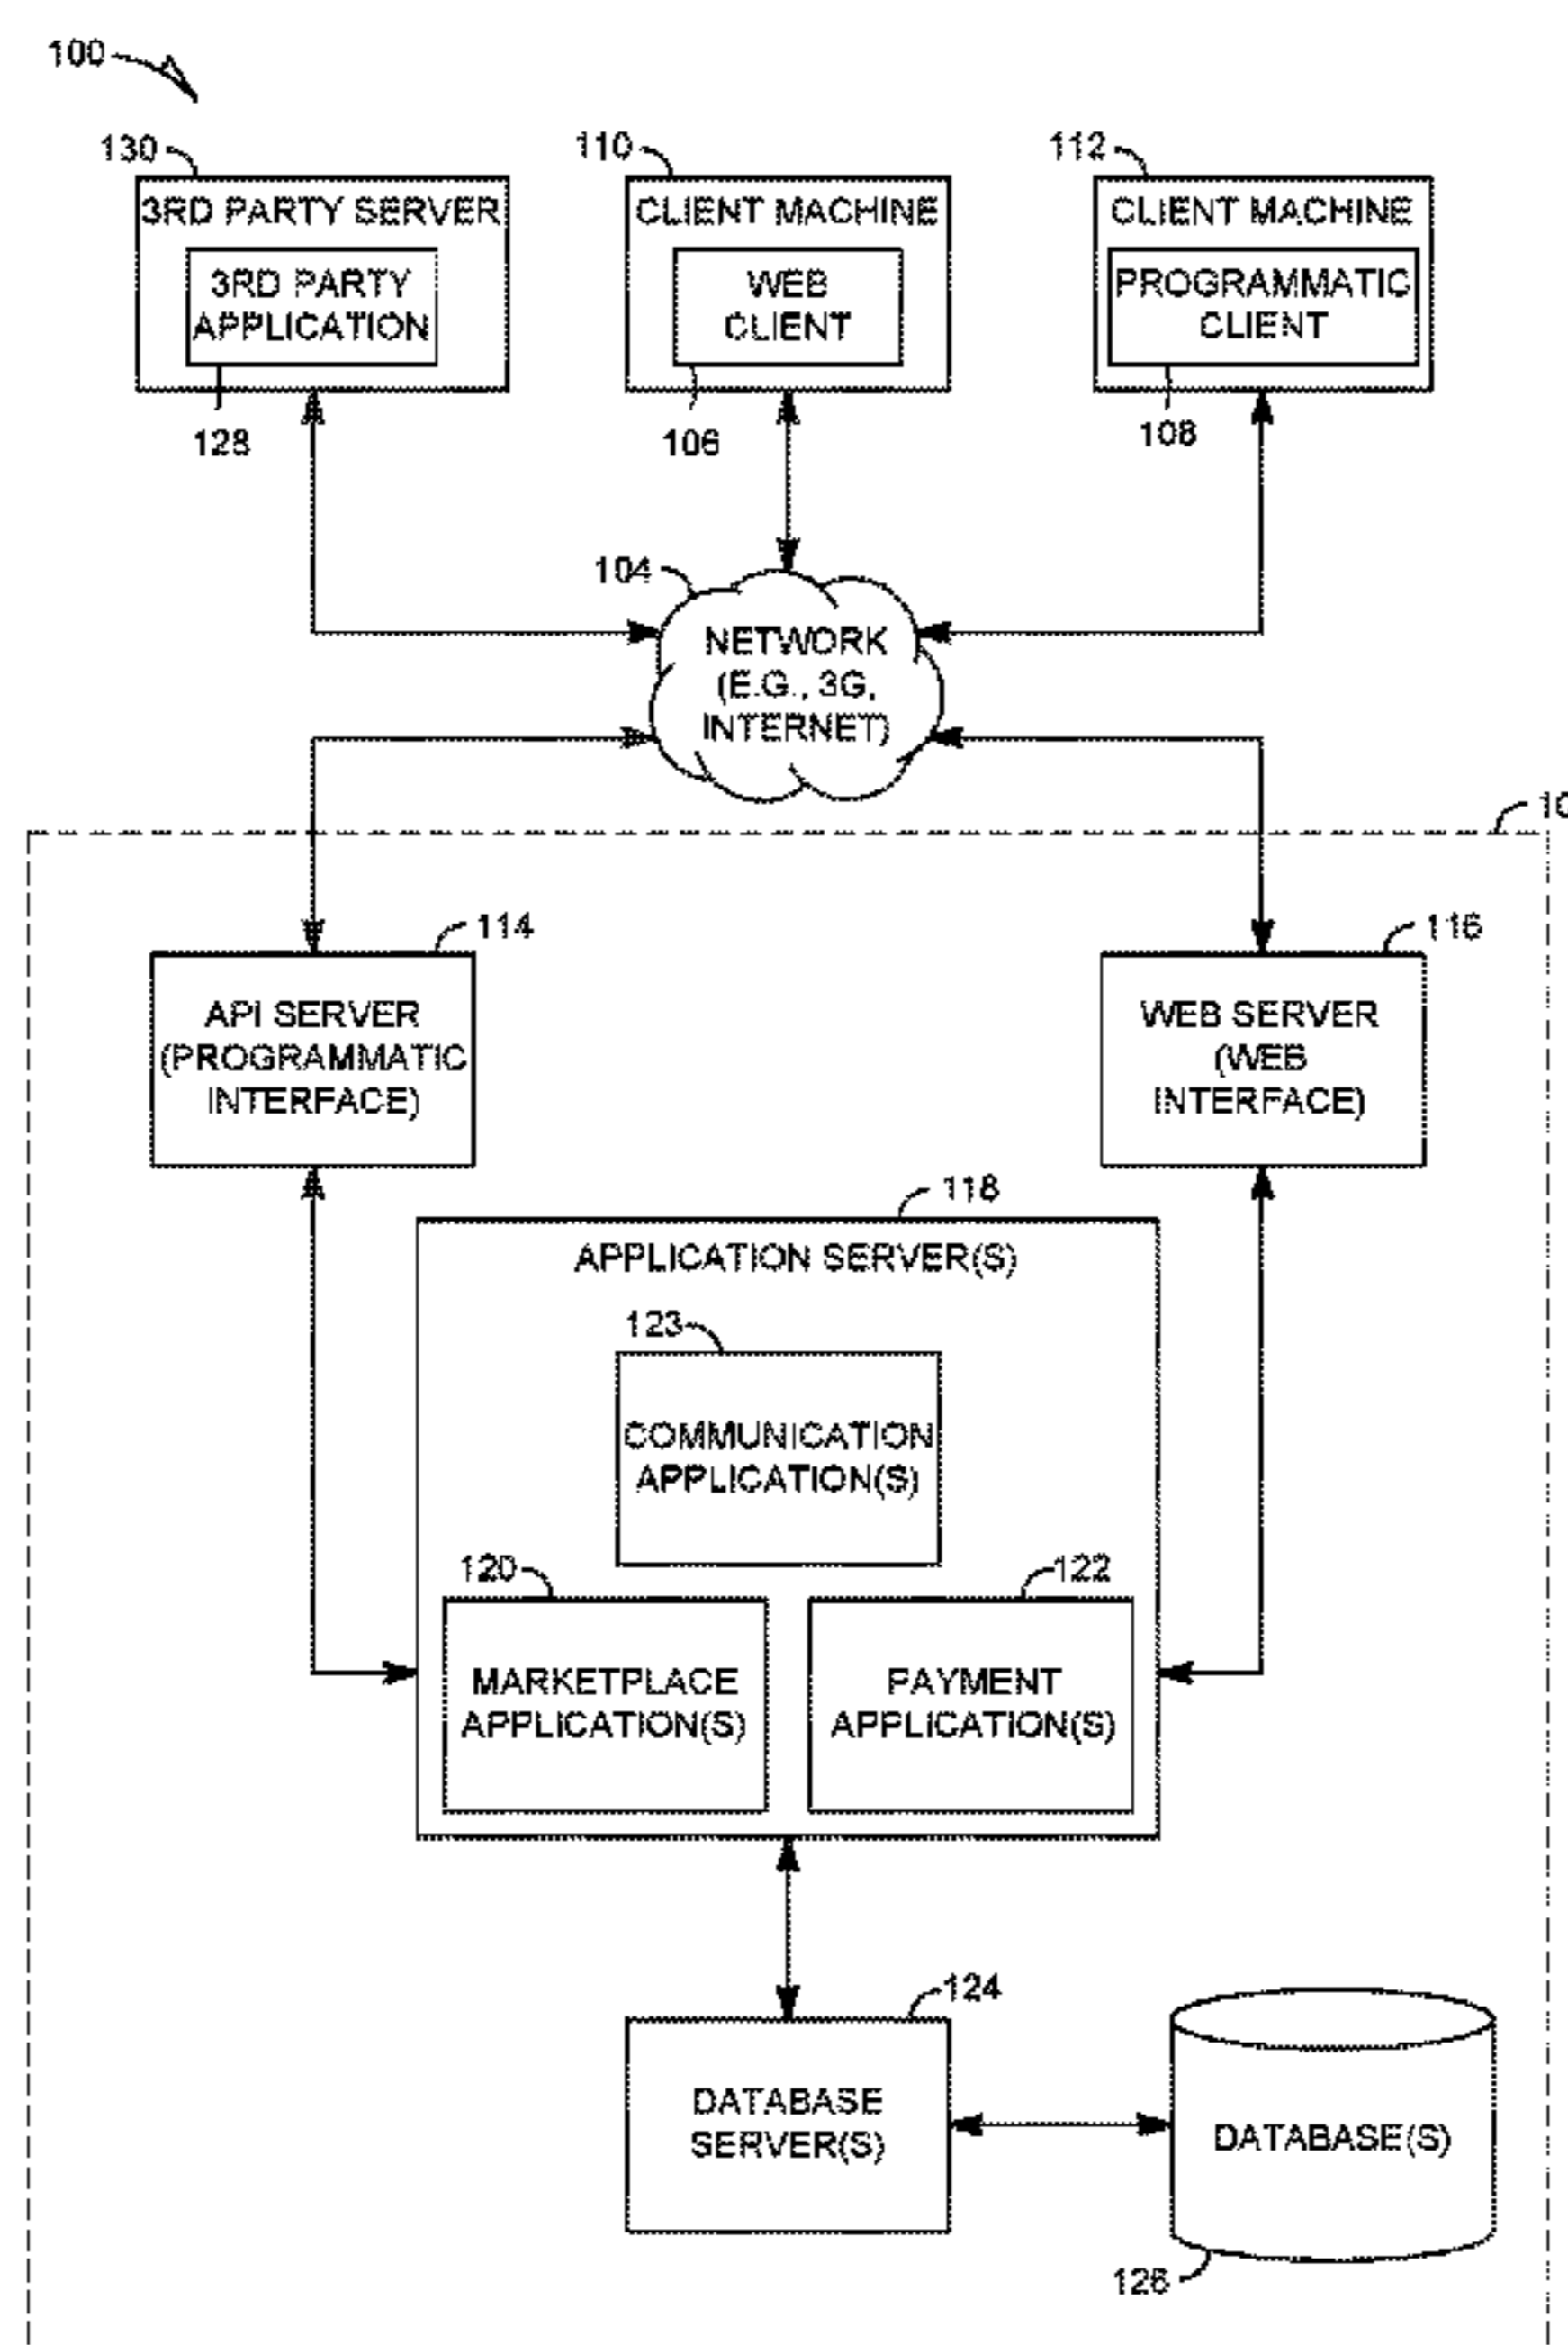 100
130
110
112
3RD PARTY SERVER
3RD PARTY
APPLICATION
128
CLIENT MACHINE
WEB
CLIENT
106
CLIENT MACHINE
PROGRAMMATIC
CLIENT
108
104
NETWORK
(E.G., 3G,
INTERNET)
114
API SERVER
(PROGRAMMATIC
INTERFACE)
116
WEB SERVER
(WEB
INTERFACE)
118
APPLICATION SERVER(S)
123
COMMUNICATION
APPLICATION(S)
120
MARKETPLACE
APPLICATION(S)
122
PAYMENT
APPLICATION(S)
124
DATABASE
SERVER(S)
DATABASE(S)
126